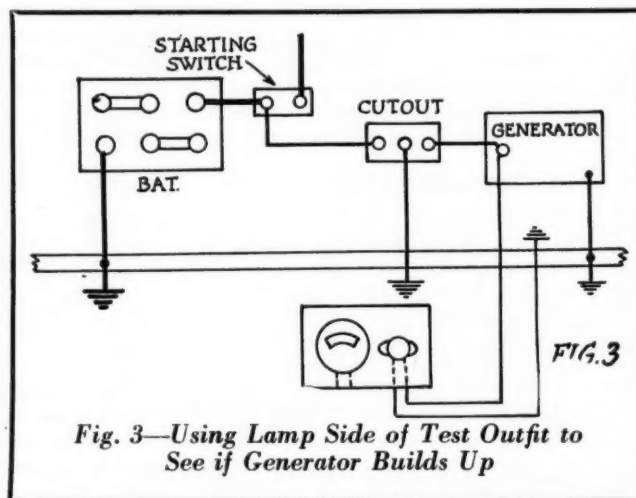 STARTING
SWITCH
CUTOUT
GENERATOR
BAT.
FIG.3
Fig. 3—Using Lamp Side of Test Outfit to
See if Generator Builds Up